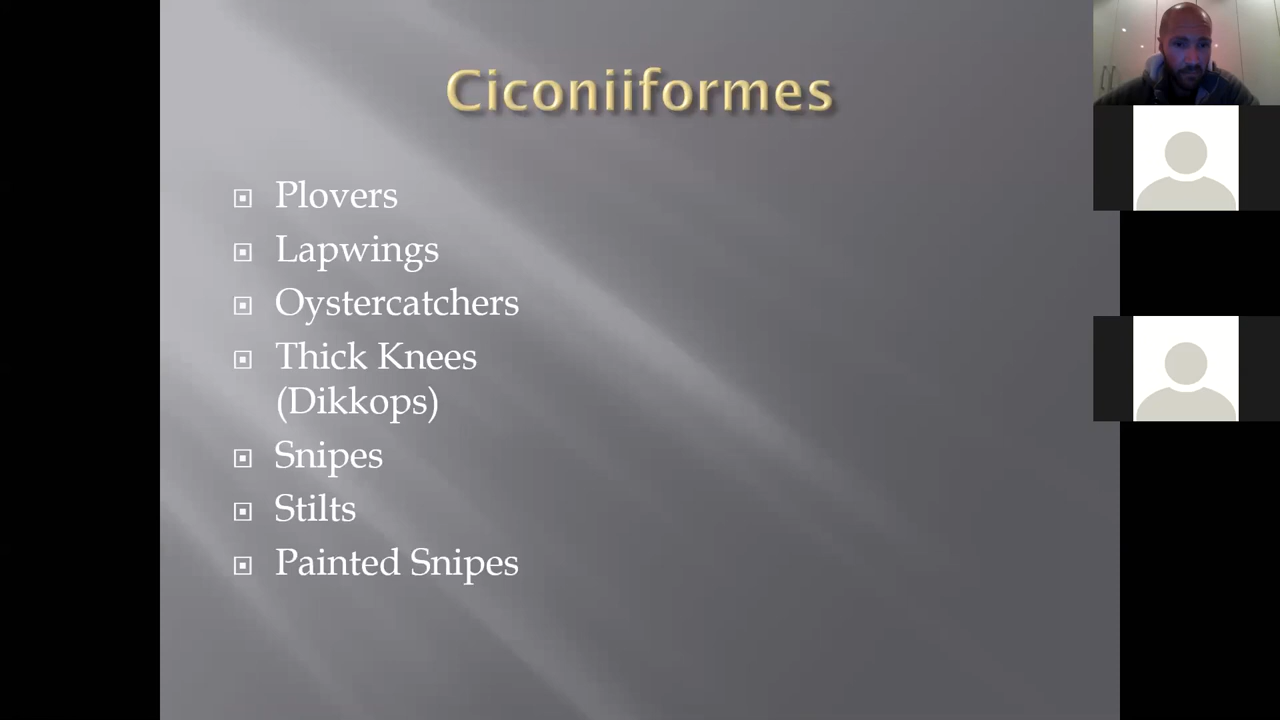 Ciconiiformes
Plovers
Lapwings
Oystercatchers
Thick Knees
(Dikkops)
Snipes
Stilts
Painted Snipes